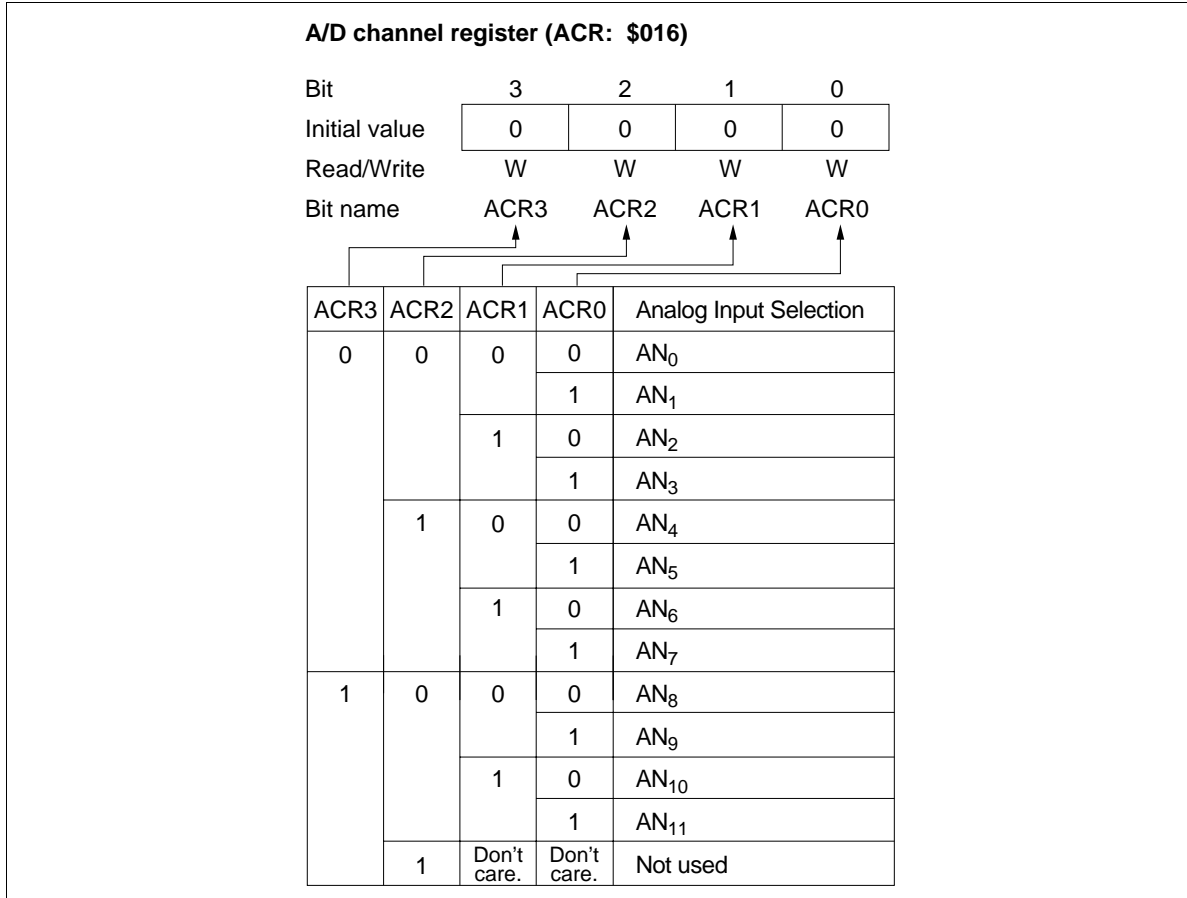 A/D channel register (ACR: $016)
Bit 3 2 1 0
Initial value 0 0 0 0
Read/Write W W W W
Bit name ACR3 ACR2 ACR1 ACR0
ACR3 ACR2 ACR1 ACR0 Analog Input Selection
0 0 0 0 AN0
1 AN1
1 0 AN2
1 AN3
1 0 0 AN4
1 AN5
1 0 AN6
1 AN7
1 0 0 0 AN8
1 AN9
1 0 AN10
1 AN11
1 Don't care. Don't care. Not used